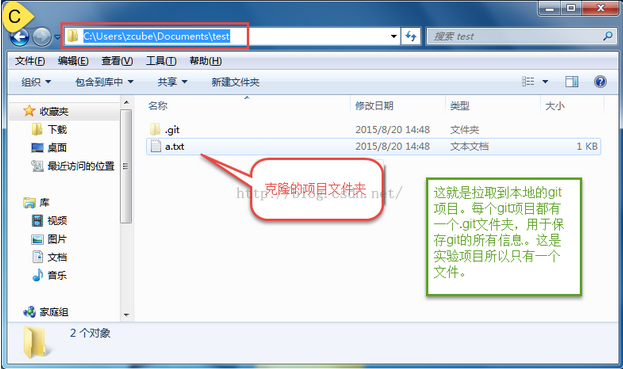 C
C:\Users\zcube\Documents\test
搜索 test
文件(F) 编辑(E) 查看(V) 工具(T) 帮助(H)
组织 包含到库中 共享 新建文件夹
名称 修改日期 类型 大小
收藏夹
下载
桌面
最近访问的位置
库
视频
图片
文档
音乐
家庭组
.git 2015/8/20 14:48 文件夹
a.txt 2015/8/20 14:48 文本文档 1 KB
克隆的项目文件夹
http://blog.csdn.net/
这就是拉取到本地的git
项目。每个git项目都有
一个.git文件夹，用于保
存git的所有信息。这是
实验项目所以只有一个
文件。
2 个对象